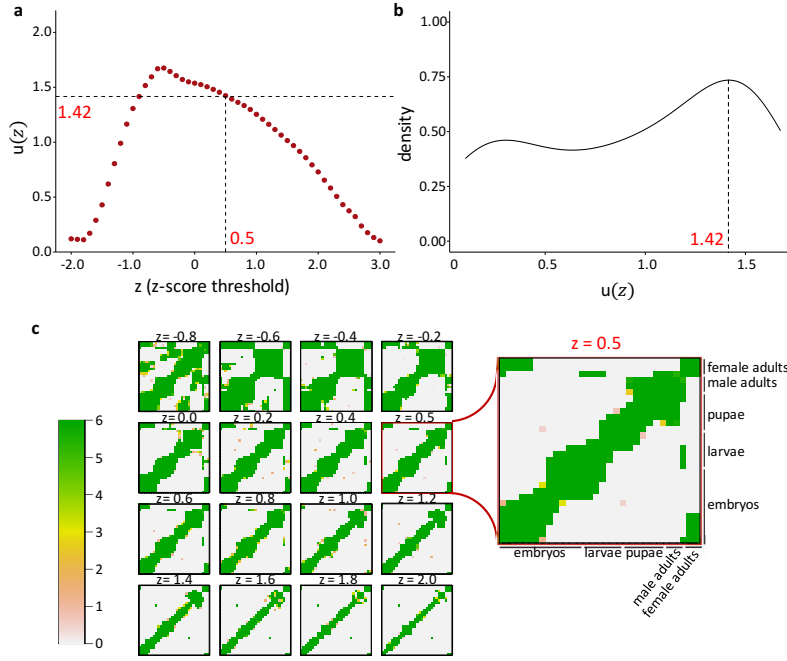 a
2.0
1.5
1.0
0.5
0.0
u(z)
1.42
0.5
-2.0 -1.0 0 1.0 2.0 3.0
z (z-score threshold)
b
1.00
0.75
0.50
0.25
0.00
density
1.42
0 0.5 1.0 1.5
u(z)
c
6
5
4
3
2
1
0
z = -0.8 z = -0.6 z = -0.4 z = -0.2
z = 0.0 z = 0.2 z = 0.4 z = 0.5
z = 0.6 z = 0.8 z = 1.0 z = 1.2
z = 1.4 z = 1.6 z = 1.8 z = 2.0
z = 0.5
female adults
male adults
pupae
larvae
embryos
embryos larvae pupae
male adults
female adults